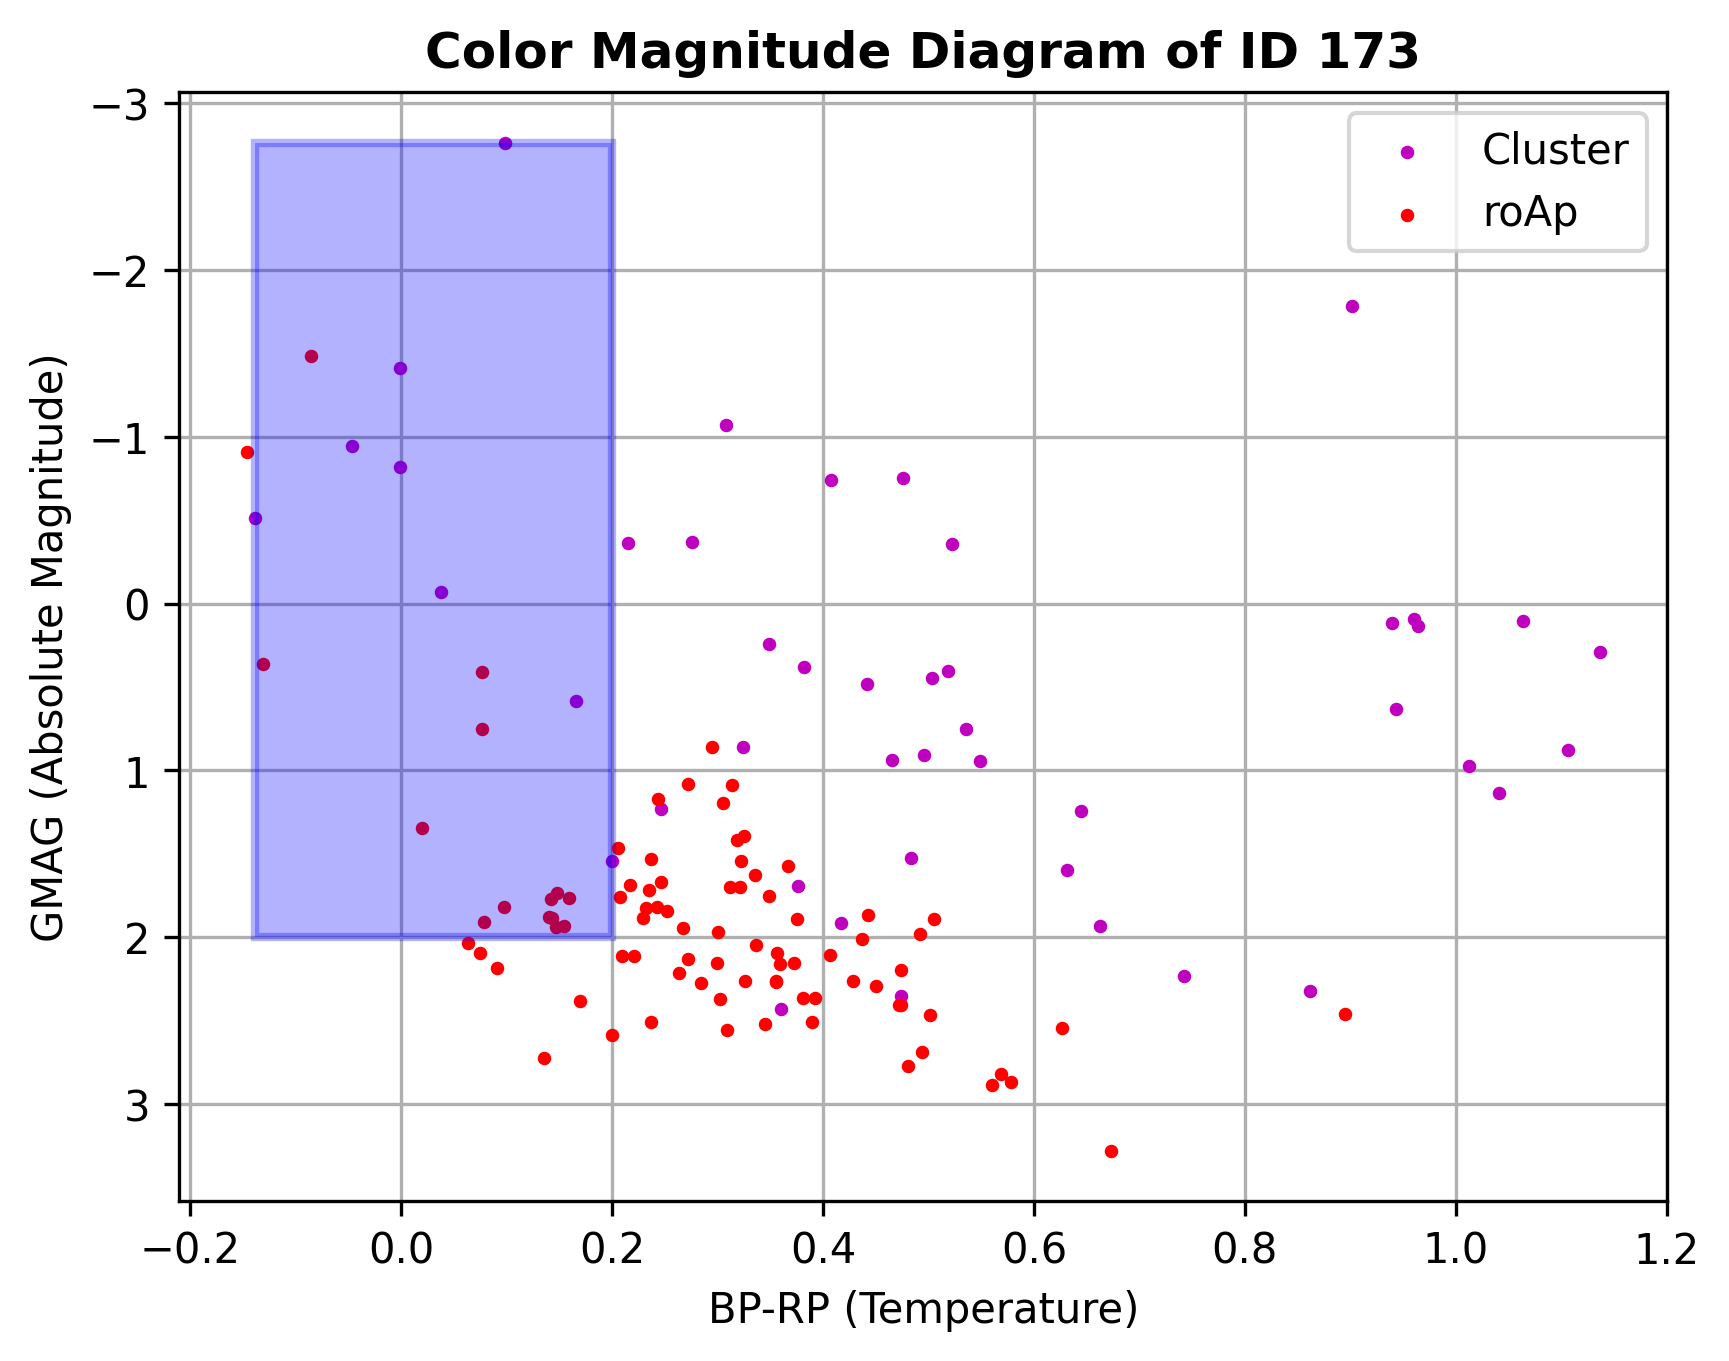 Color Magnitude Diagram of ID 173
Cluster
roAp
GMAG (Absolute Magnitude)
−3
−2
−1
0
1
2
3
−0.2 0.0 0.2 0.4 0.6 0.8 1.0 1.2
BP-RP (Temperature)